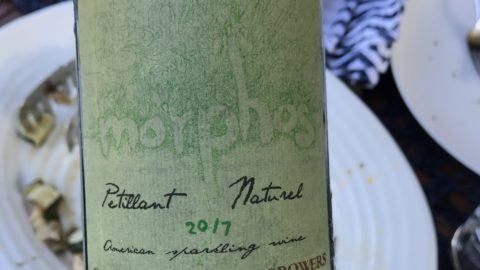 morphos
Petillant Naturel
2017
American sparkling wine
GROWERS